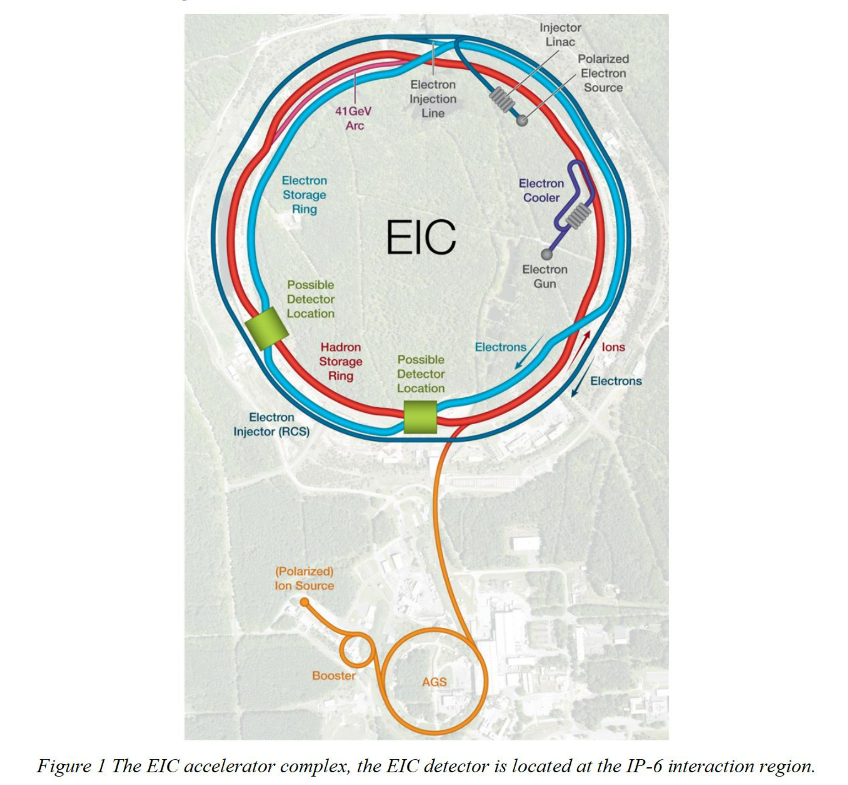 Injector
Linac
Polarized
Electron
Source
Electron
Injection
Line
41GeV
Arc
Electron
Storage
Ring
Electron
Cooler
EIC
Electron
Gun
Possible
Detector
Location
Hadron
Storage
Ring
Possible
Detector
Location
Electrons
Ions
Electrons
Electron
Injector (RCS)
(Polarized)
Ion Source
Booster
AGS
Figure 1 The EIC accelerator complex, the EIC detector is located at the IP-6 interaction region.